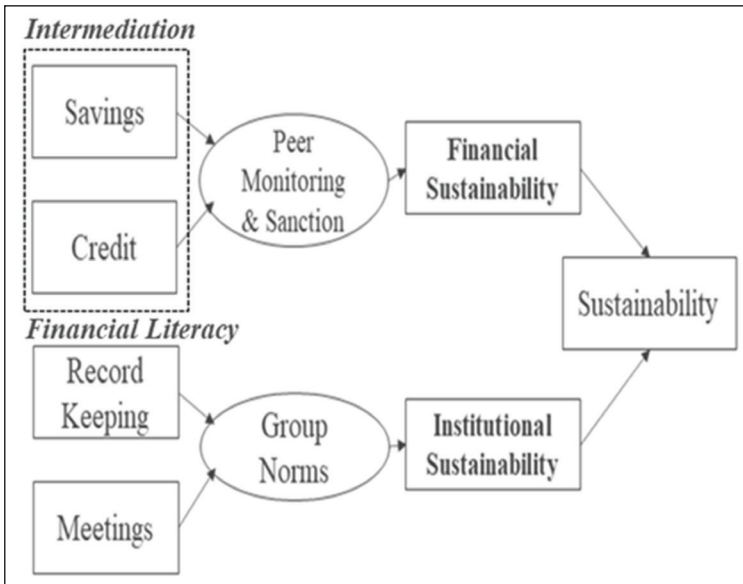 Intermediation
Savings
Credit
Peer
Monitoring
& Sanction
Financial
Sustainability
Sustainability
Financial Literacy
Record
Keeping
Meetings
Group
Norms
Institutional
Sustainability